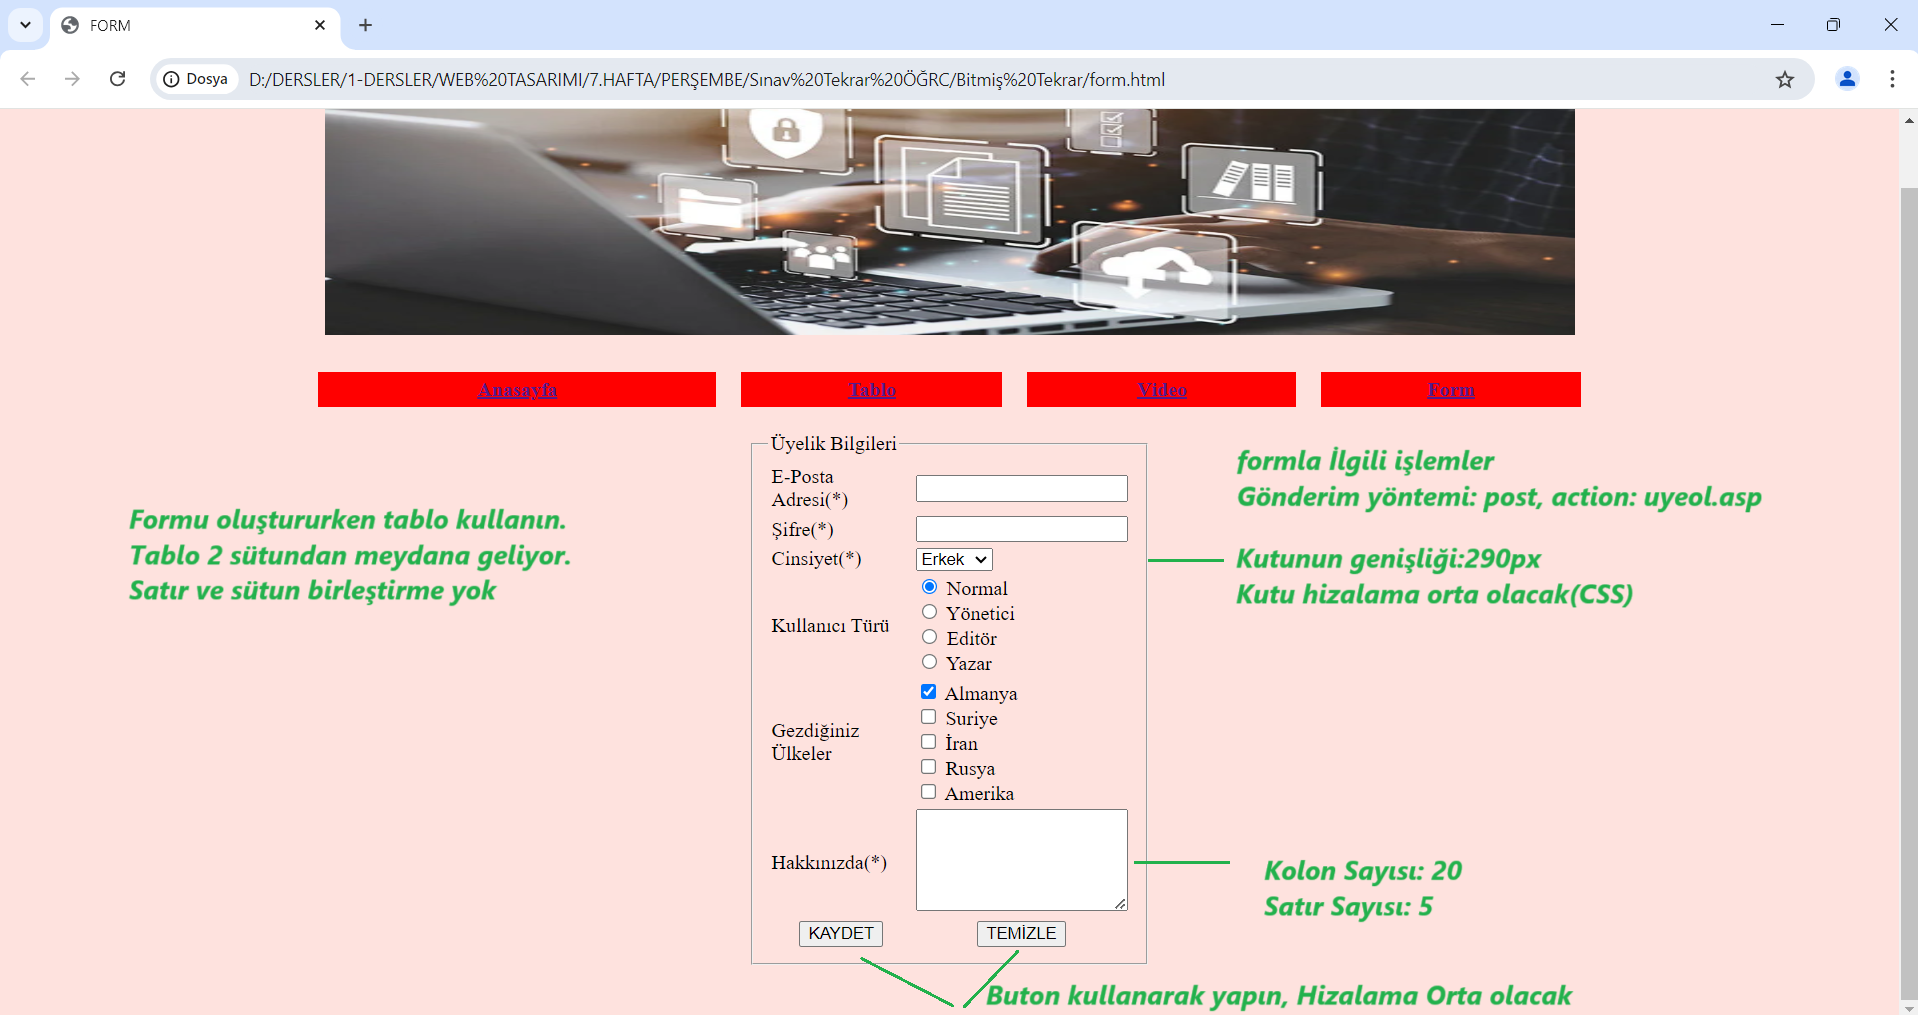 FORM
Dosya
D:/DERSLER/1-DERSLER/WEB%20TASARIMI/7.HAFTA/PERŞEMBE/Sınav%20Tekrar%20ÖĞRC/Bitmiş%20Tekrar/form.html
Anasayfa
Tablo
Video
Form
Formu oluştururken tablo kullanın.
Tablo 2 sütundan meydana geliyor.
Satır ve sütun birleştirme yok
Üyelik Bilgileri
E-Posta
Adresi(*)
Şifre(*)
Cinsiyet(*)
Erkek
Kullanıcı Türü
Normal
Yönetici
Editör
Yazar
Gezdiğiniz
Ülkeler
Almanya
Suriye
İran
Rusya
Amerika
Hakkınızda(*)
KAYDET
TEMİZLE
formla İlgili işlemler
Gönderim yöntemi: post, action: uyeol.asp
Kutunun genişliği:290px
Kutu hizalama orta olacak(CSS)
Kolon Sayısı: 20
Satır Sayısı: 5
Buton kullanarak yapın, Hizalama Orta olacak